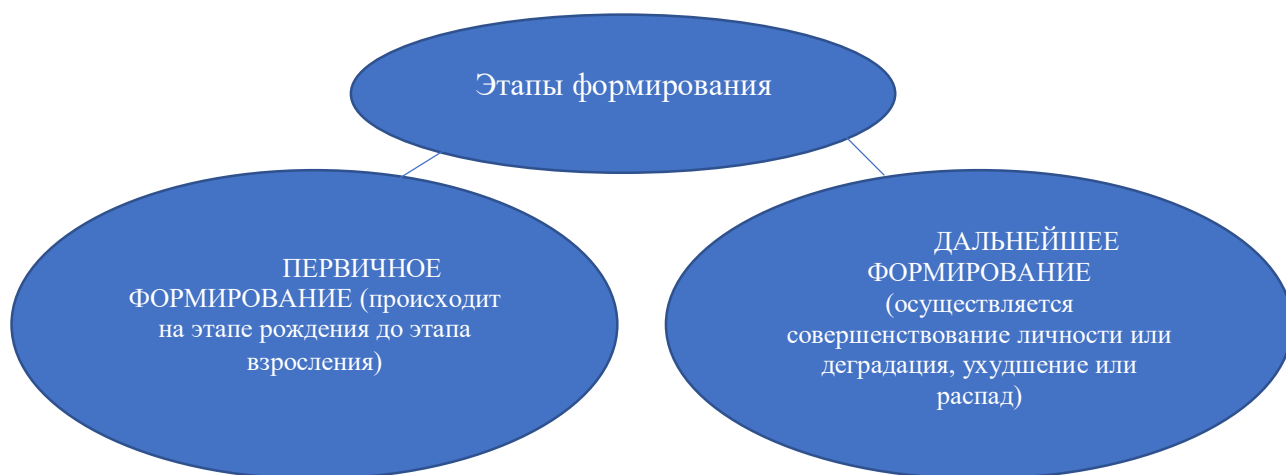 Этапы формирования
ПЕРВИЧНОЕ
ФОРМИРОВАНИЕ (происходит
на этапе рождения до этапа
взросления)
ДАЛЬНЕЙШЕЕ
ФОРМИРОВАНИЕ
(осуществляется
совершенствование личности или
деградация, ухудшение или
распад)